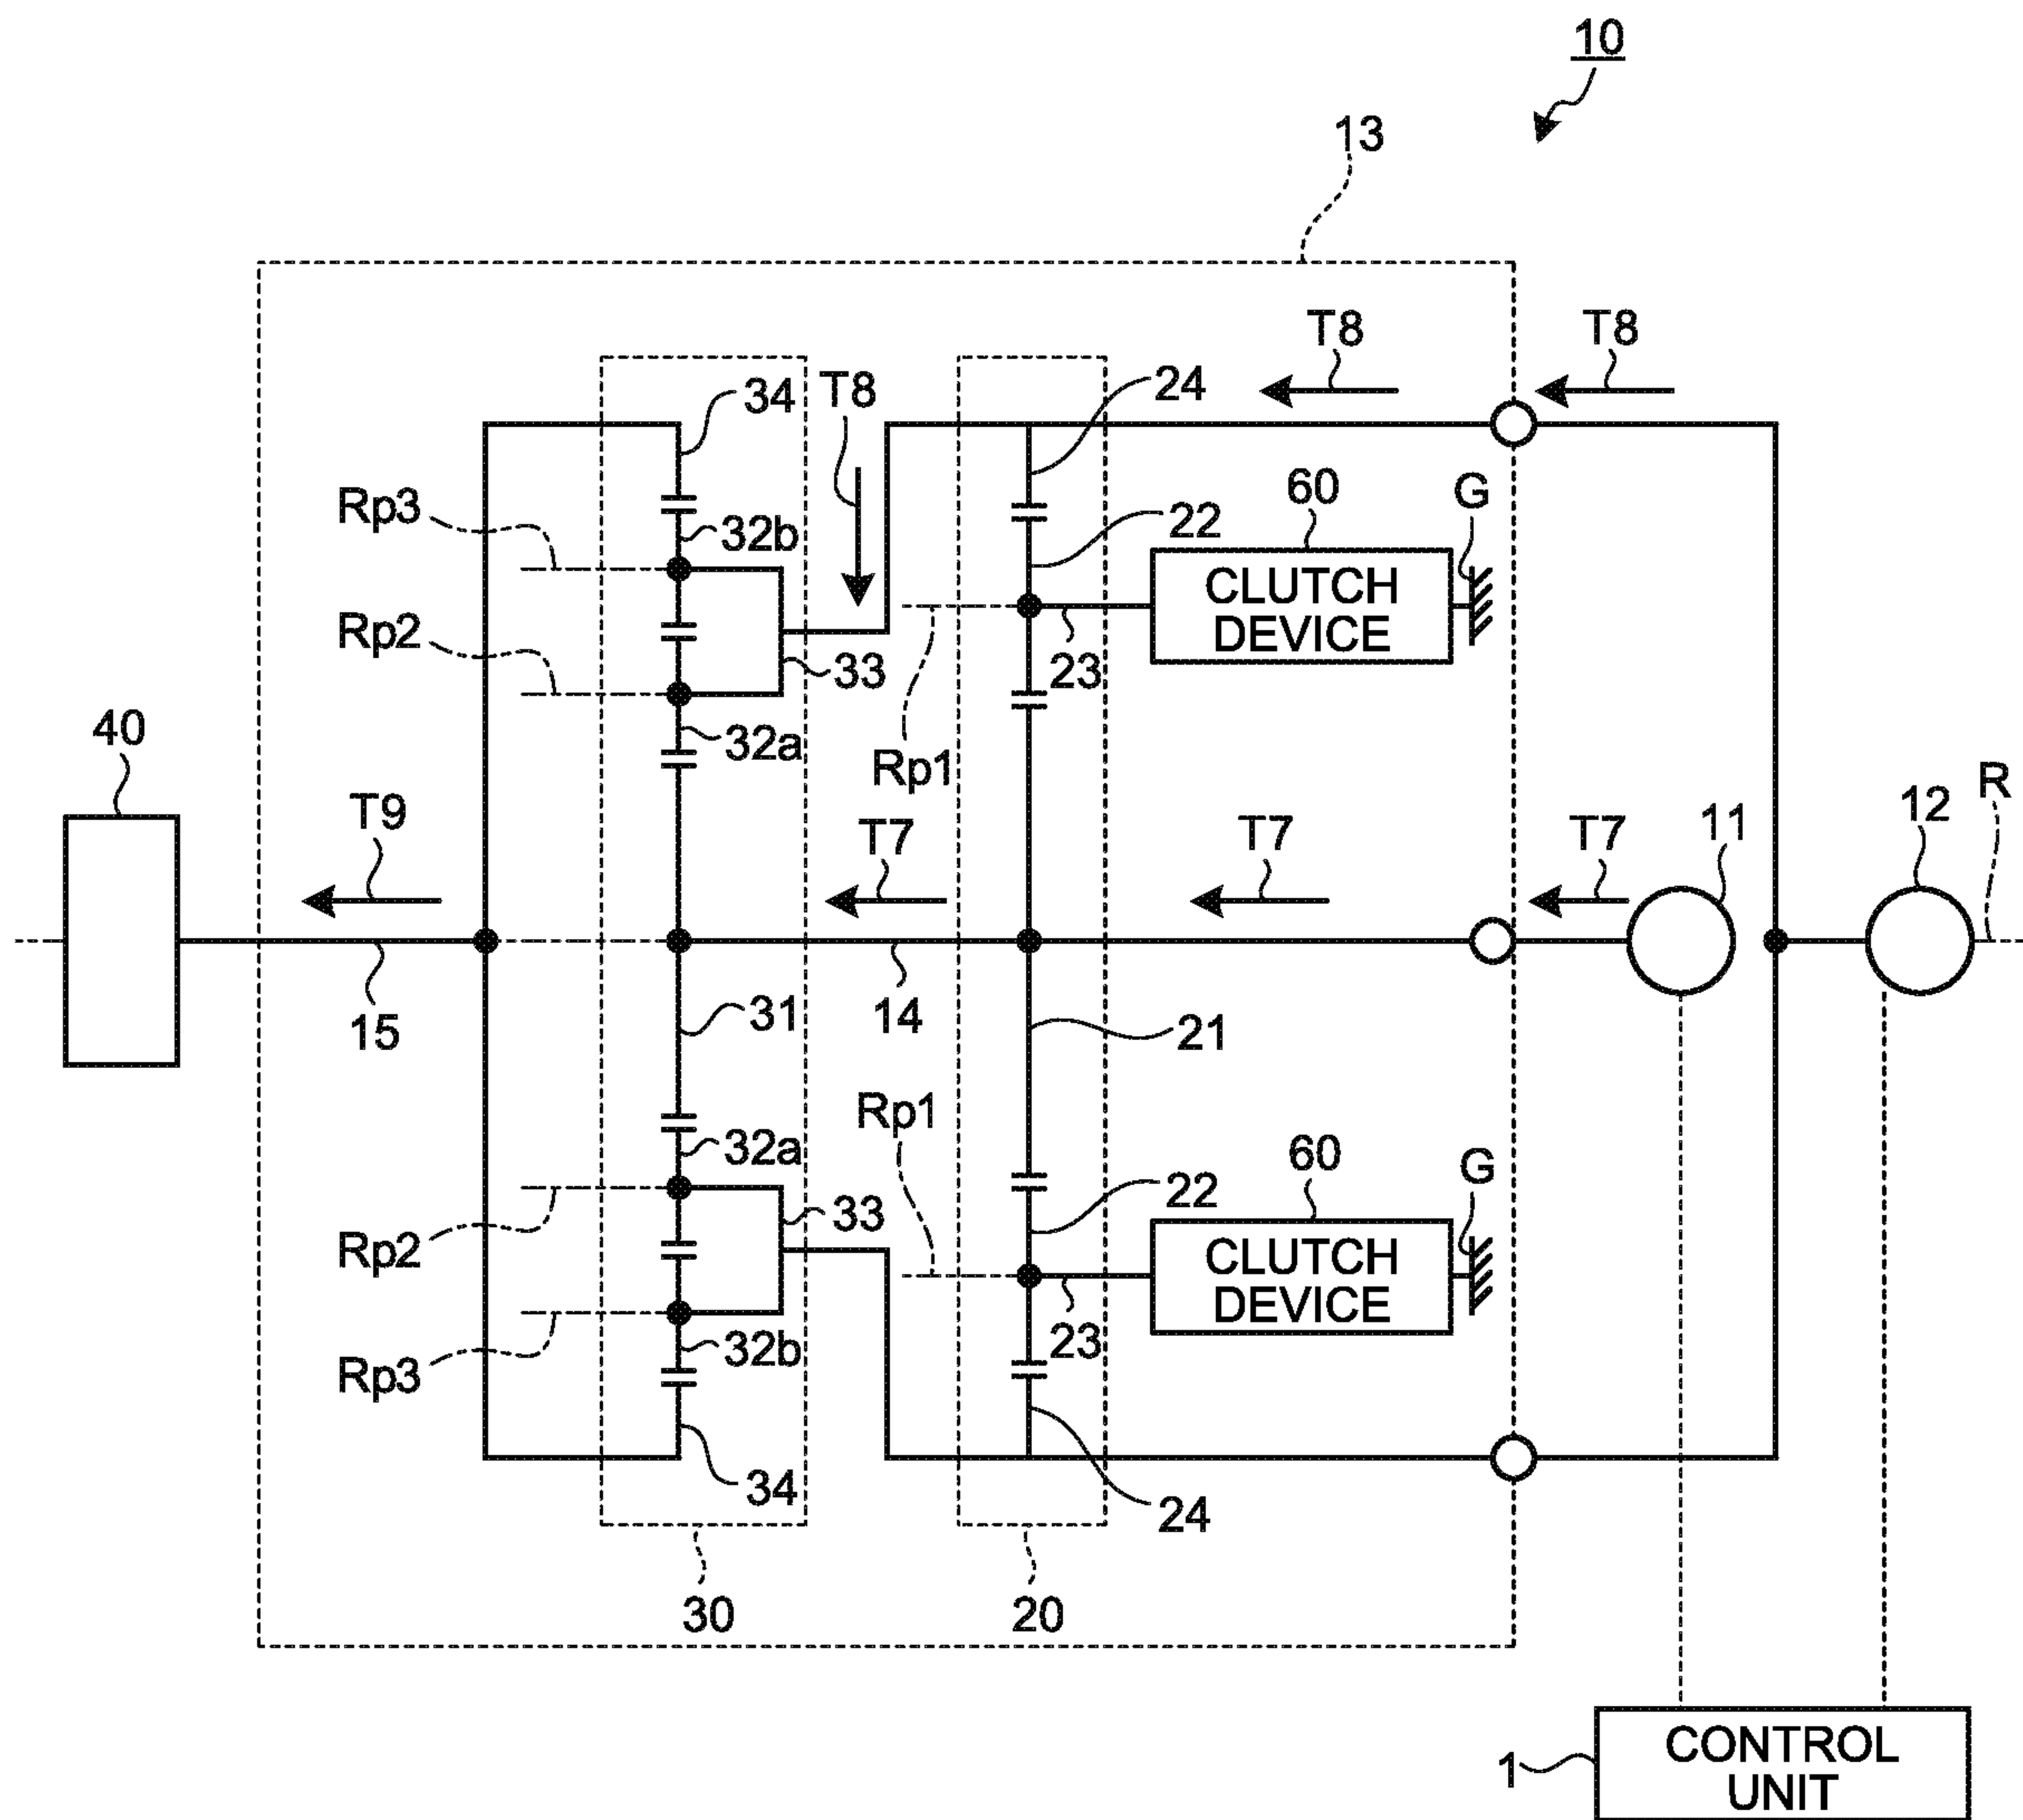 10
13
T8
T8
T8
34
24
Rp3
32b
22
60
G
CLUTCH
DEVICE
Rp2
33
23
32a
Rp1
40
T9
T7
T7
T7
11
12
R
15
31
14
21
Rp1
32a
22
60
G
Rp2
33
CLUTCH
DEVICE
23
Rp3
32b
34
24
30
20
1
CONTROL
UNIT